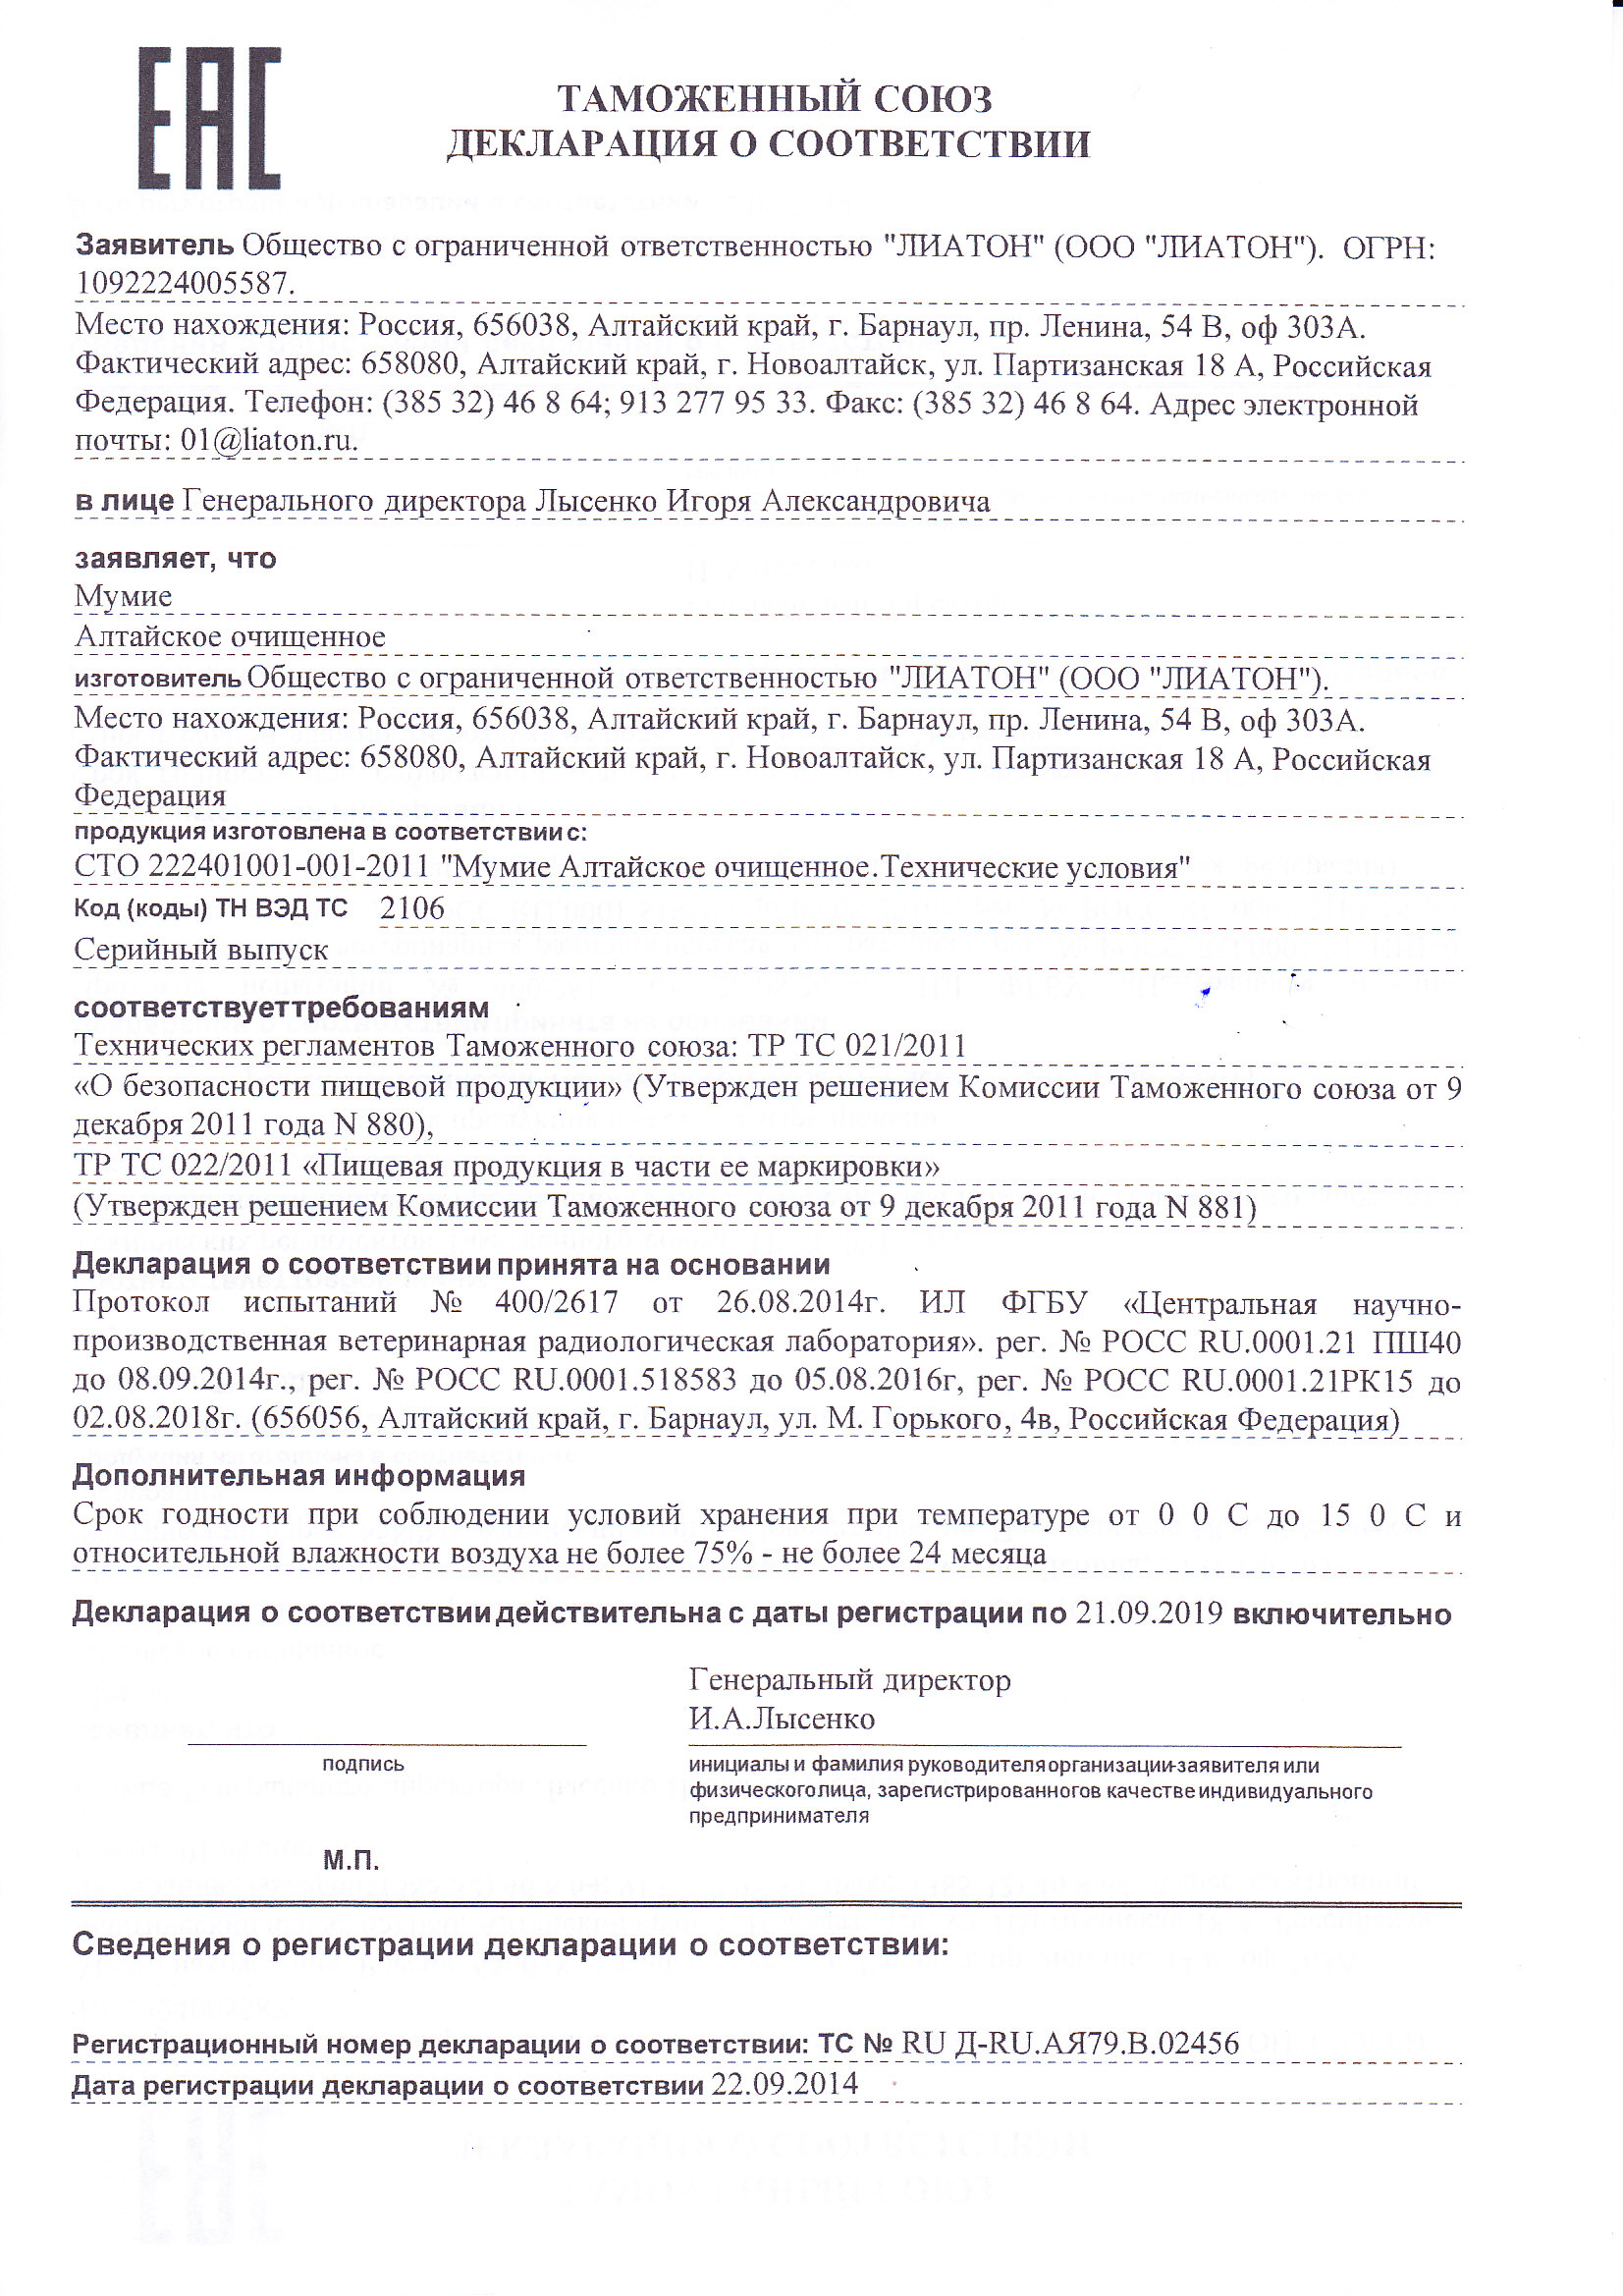 ЕАС
ТАМОЖЕННЫЙ СОЮЗ
ДЕКЛАРАЦИЯ О СООТВЕТСТВИИ
Заявитель Общество с ограниченной ответственностью "ЛИАТОН" (ООО "ЛИАТОН"). ОГРН:
1092224005587.
Место нахождения: Россия, 656038, Алтайский край, г. Барнаул, пр. Ленина, 54 В, оф 303А.
Фактический адрес: 658080, Алтайский край, г. Новоалтайск, ул. Партизанская 18 А, Российская
Федерация. Телефон: (385 32) 46 8 64; 913 277 95 33. Факс: (385 32) 46 8 64. Адрес электронной
почты: 01@liaton.ru.
в лице Генерального директора Лысенко Игоря Александровича
заявляет, что
Мумие
Алтайское очищенное
изготовитель Общество с ограниченной ответственностью "ЛИАТОН" (ООО "ЛИАТОН").
Место нахождения: Россия, 656038, Алтайский край, г. Барнаул, пр. Ленина, 54 В, оф 303А.
Фактический адрес: 658080, Алтайский край, г. Новоалтайск, ул. Партизанская 18 А, Российская
Федерация
продукция изготовлена в соответствии с:
СТО 222401001-001-2011 "Мумие Алтайское очищенное.Технические условия"
Код (коды) ТН ВЭД ТС 2106
Серийный выпуск
соответствует требованиям
Технических регламентов Таможенного союза: ТР ТС 021/2011
«О безопасности пищевой продукции» (Утвержден решением Комиссии Таможенного союза от 9
декабря 2011 года N 880),
ТР ТС 022/2011 «Пищевая продукция в части ее маркировки»
(Утвержден решением Комиссии Таможенного союза от 9 декабря 2011 года N 881)
Декларация о соответствии принята на основании
Протокол испытаний № 400/2617 от 26.08.2014г. ИЛ ФГБУ «Центральная научно-
производственная ветеринарная радиологическая лаборатория». рег. № РОСС RU.0001.21 ПШ40
до 08.09.2014г., рег. № РОСС RU.0001.518583 до 05.08.2016г, рег. № РОСС RU.0001.21РК15 до
02.08.2018г. (656056, Алтайский край, г. Барнаул, ул. М. Горького, 4в, Российская Федерация)
Дополнительная информация
Срок годности при соблюдении условий хранения при температуре от 0 0 С до 15 0 С и
относительной влажности воздуха не более 75% - не более 24 месяца
Декларация о соответствии действительна с даты регистрации по 21.09.2019 включительно
Генеральный директор
И.А.Лысенко
подпись
инициалы и фамилия руководителя организации-заявителя или
физического лица, зарегистрированного в качестве индивидуального
предпринимателя
М.П.
Сведения о регистрации декларации о соответствии:
Регистрационный номер декларации о соответствии: ТС № RU Д-RU.АЯ79.В.02456
Дата регистрации декларации о соответствии 22.09.2014